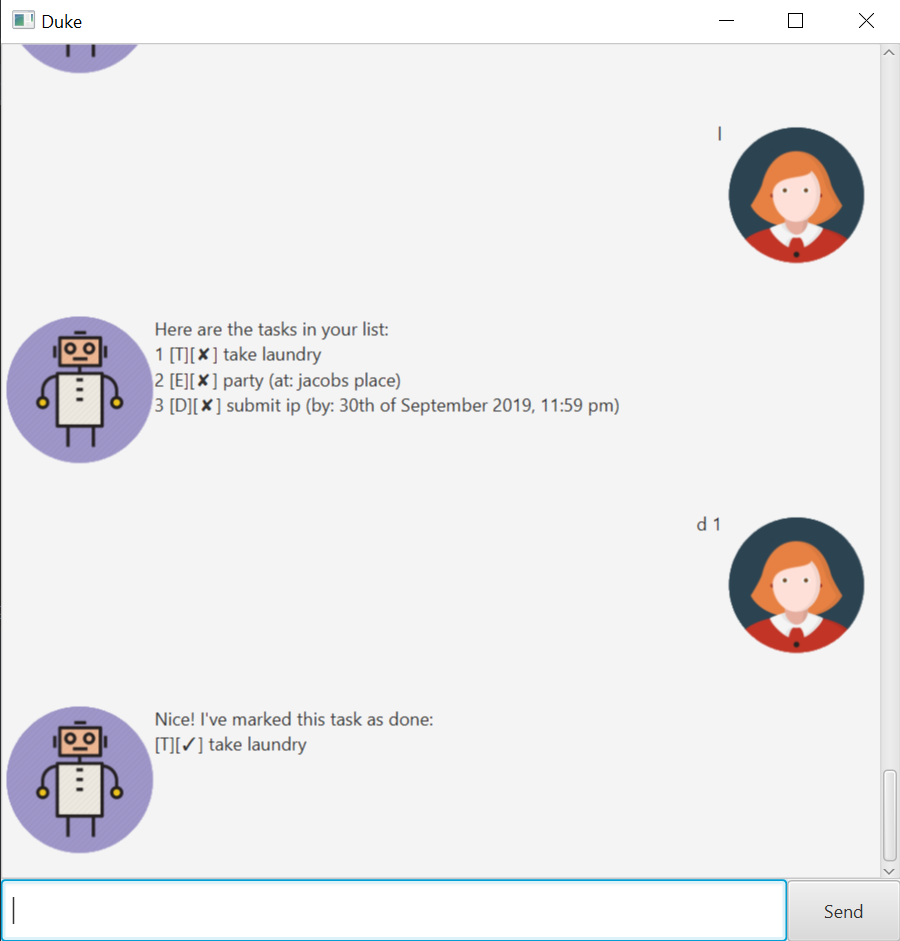 Duke
l
Here are the tasks in your list:
1 [T][✘] take laundry
2 [E][✘] party (at: jacobs place)
3 [D][✘] submit ip (by: 30th of September 2019, 11:59 pm)
d 1
Nice! I've marked this task as done:
[T][✓] take laundry
Send